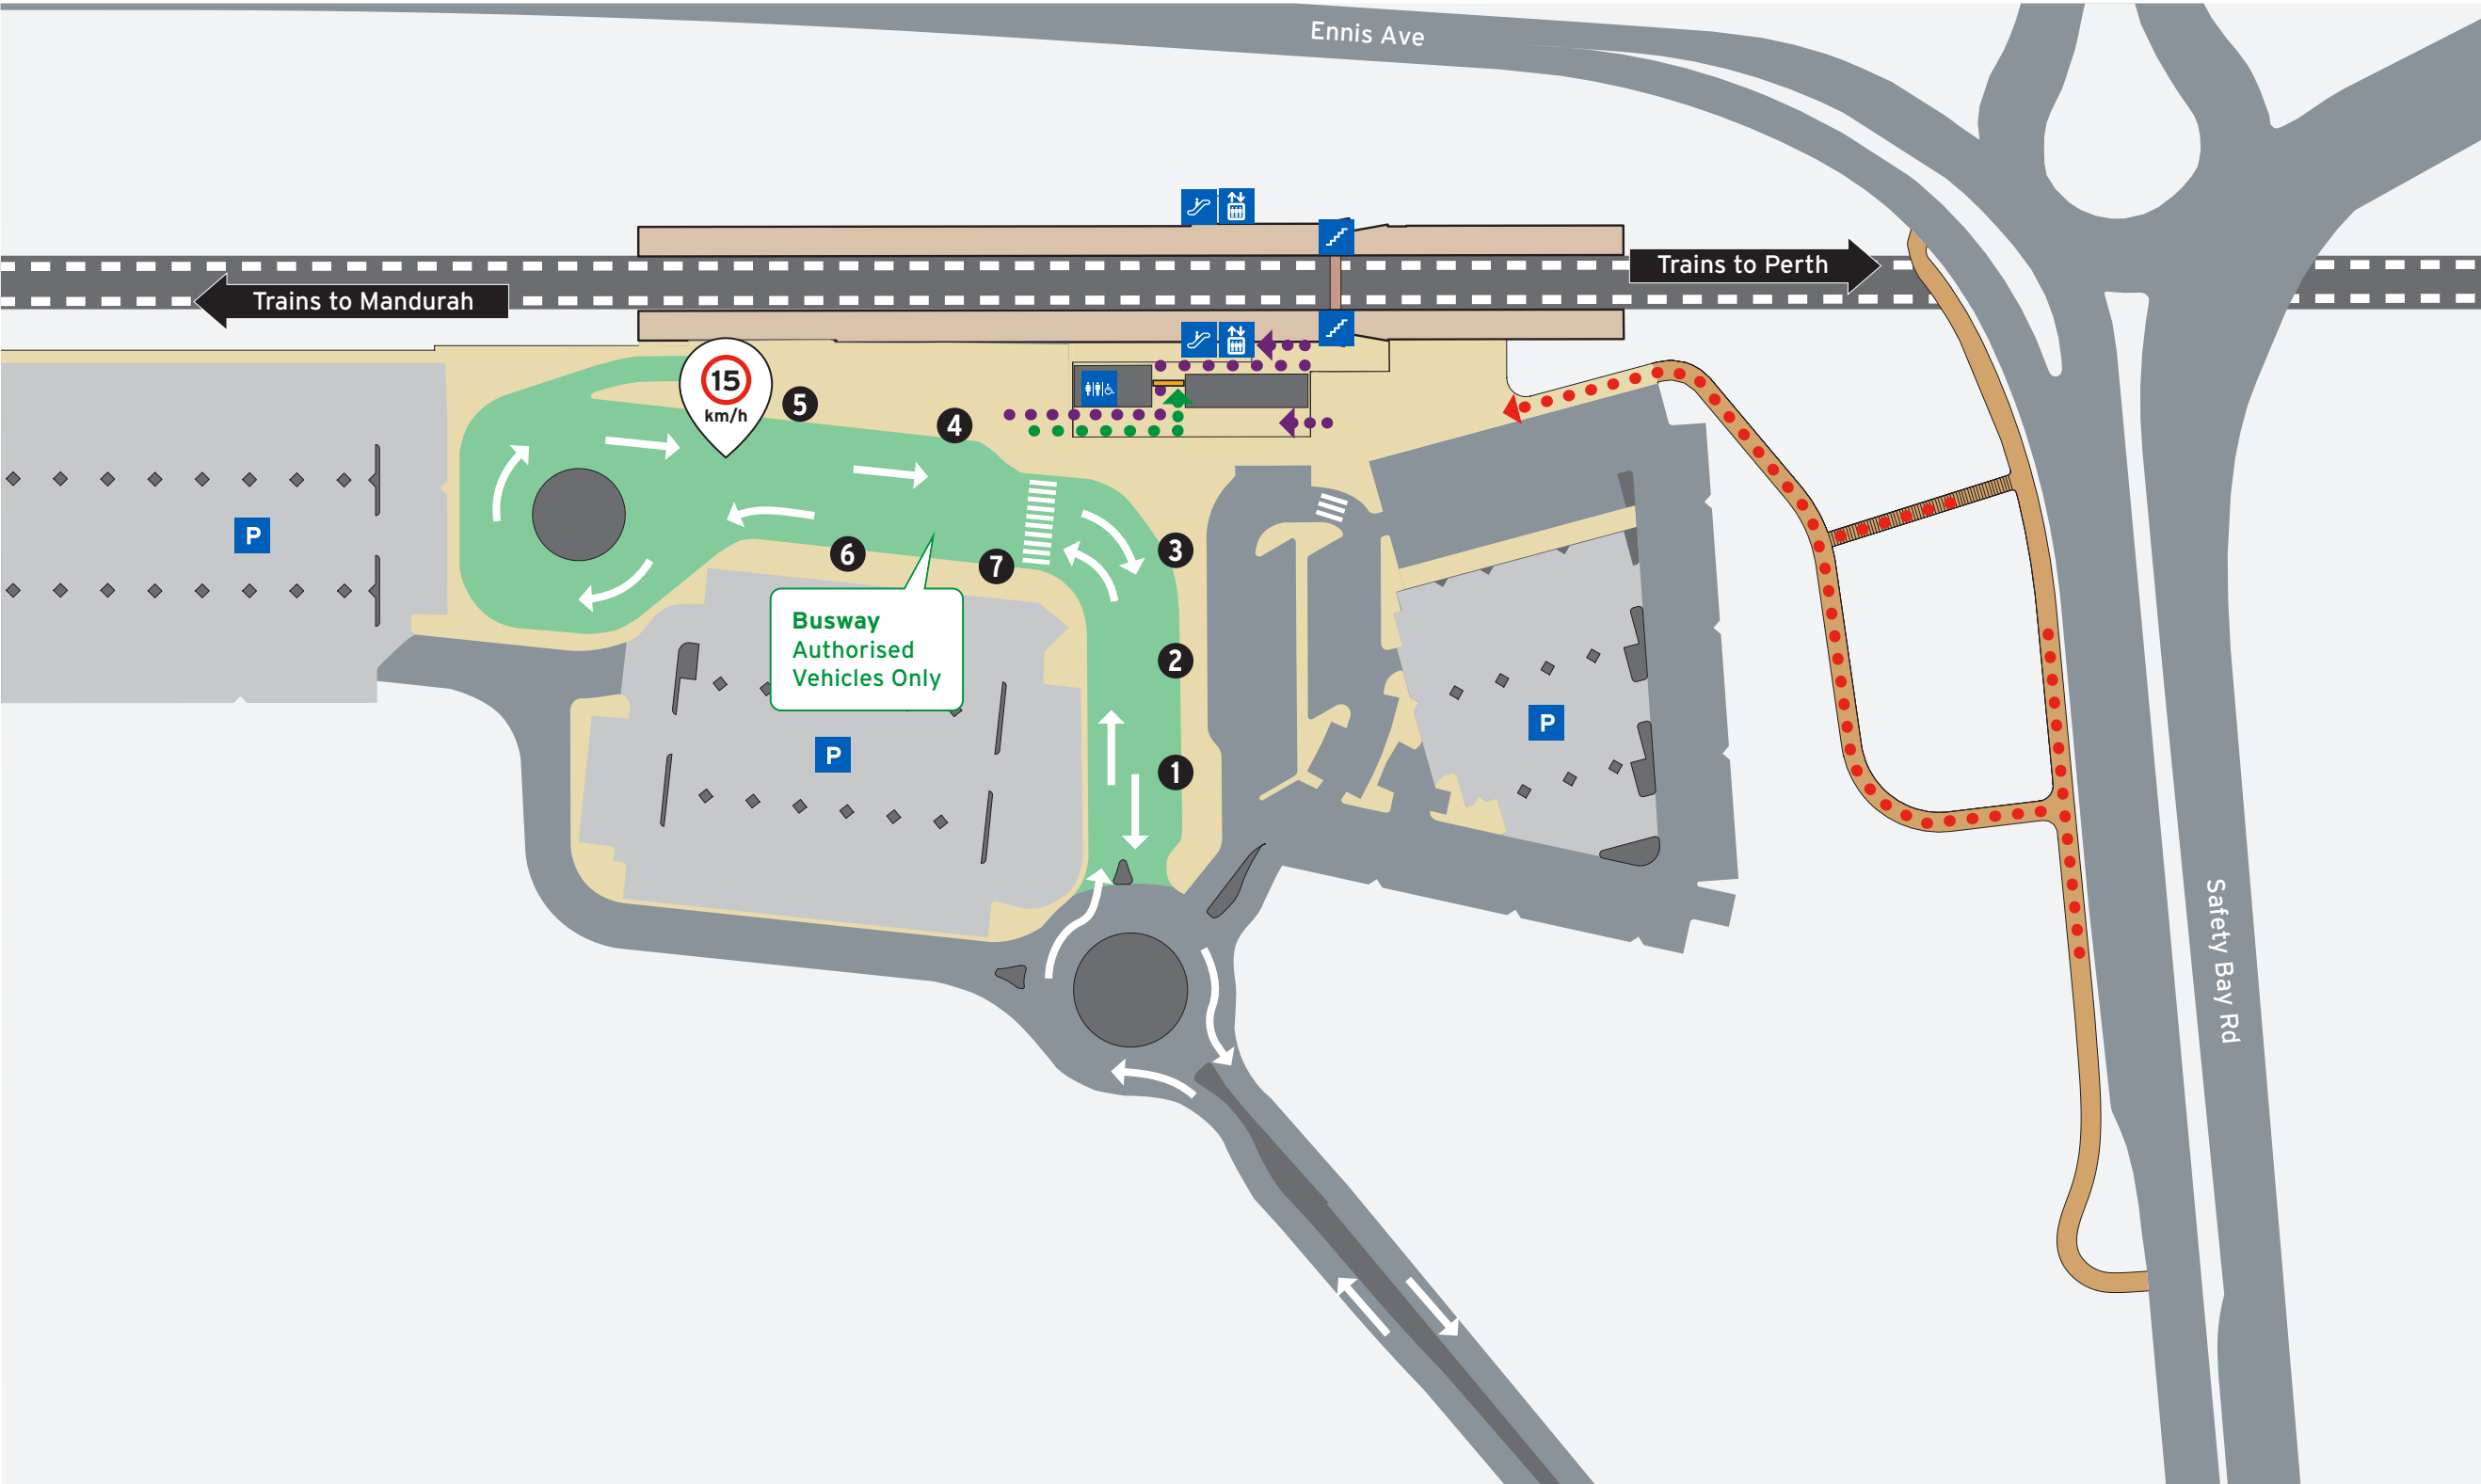 Ennis Ave
Trains to Perth
Trains to Mandurah
15
km/h
5
4
P
6
7
3
Busway
Authorised
Vehicles Only
2
P
P
1
Safety Bay Rd